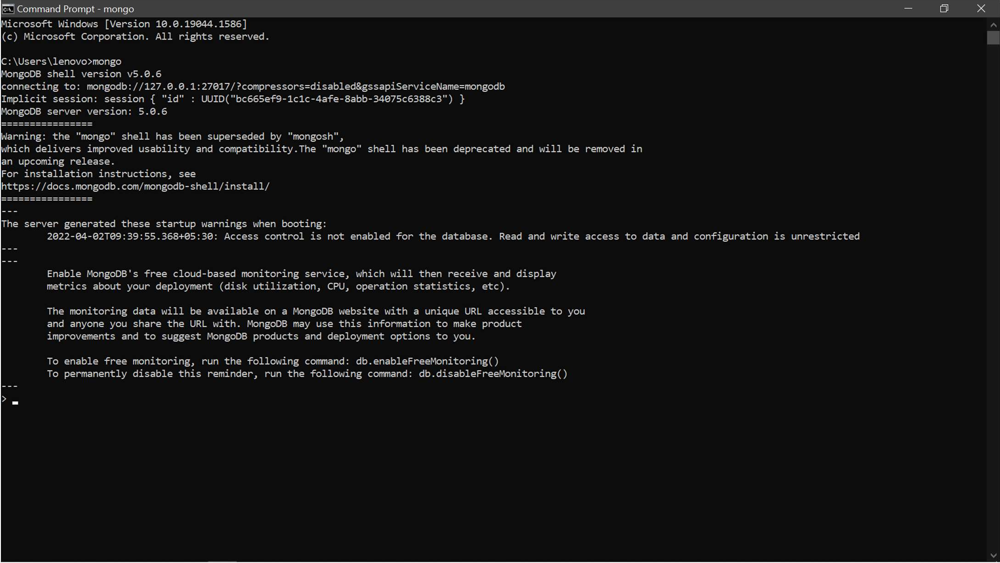 Command Prompt - mongo
Microsoft Windows [Version 10.0.19044.1586]
(c) Microsoft Corporation. All rights reserved.
C:\Users\lenovo>mongo
MongoDB shell version v5.0.6
connecting to: mongodb://127.0.0.1:27017/?compressors=disabled&gssapiServiceName=mongodb
Implicit session: session { "id" : UUID("bc665ef9-1c1c-4afe-8abb-34075c6388c3") }
MongoDB server version: 5.0.6
================
Warning: the "mongo" shell has been superseded by "mongosh",
which delivers improved usability and compatibility.The "mongo" shell has been deprecated and will be removed in
an upcoming release.
For installation instructions, see
https://docs.mongodb.com/mongodb-shell/install/
================
---
The server generated these startup warnings when booting:
2022-04-02T09:39:55.368+05:30: Access control is not enabled for the database. Read and write access to data and configuration is unrestricted
---
---
Enable MongoDB's free cloud-based monitoring service, which will then receive and display
metrics about your deployment (disk utilization, CPU, operation statistics, etc).
The monitoring data will be available on a MongoDB website with a unique URL accessible to you
and anyone you share the URL with. MongoDB may use this information to make product
improvements and to suggest MongoDB products and deployment options to you.
To enable free monitoring, run the following command: db.enableFreeMonitoring()
To permanently disable this reminder, run the following command: db.disableFreeMonitoring()
---
>